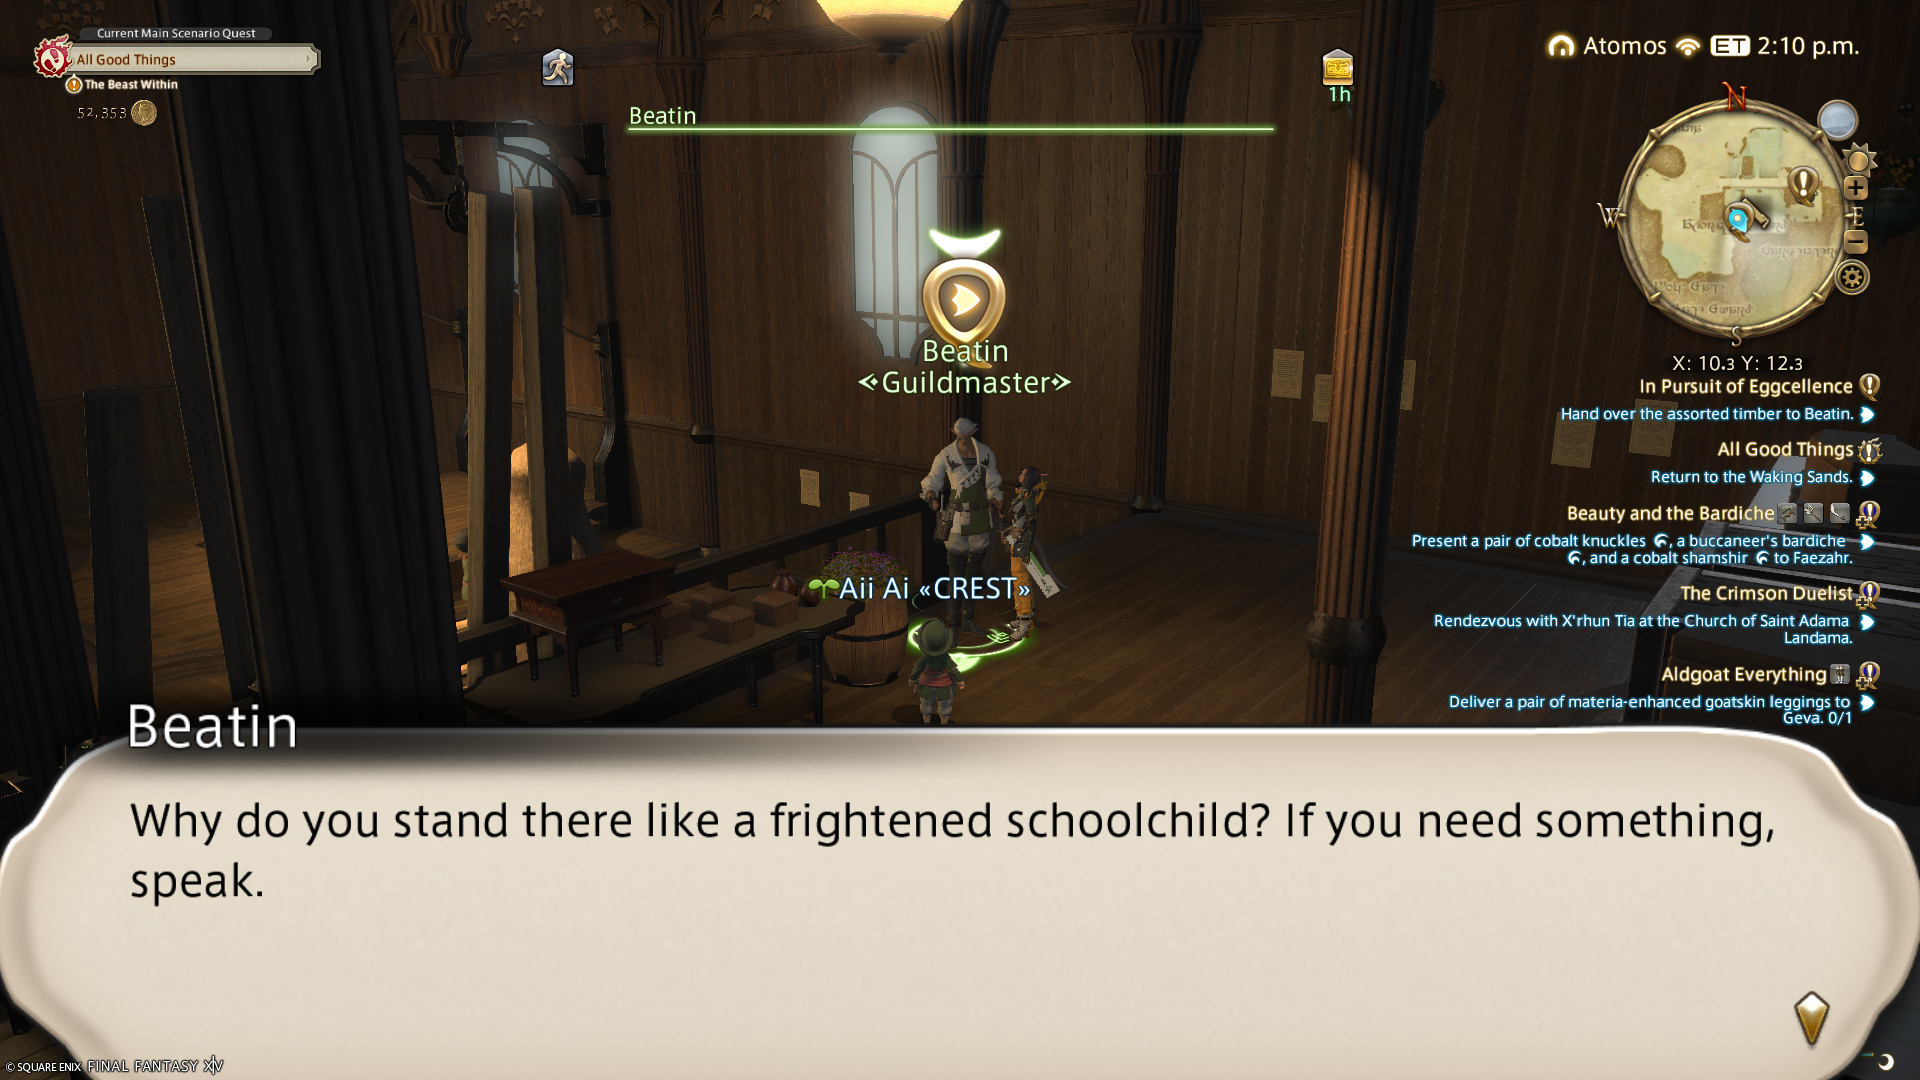 Current Main Scenario Quest
All Good Things
The Beast Within
52,353
Beatin
1h
Atomos ET 2:10 p.m.
N
W
E
S
X: 10.3 Y: 12.3
In Pursuit of Eggcellence
Hand over the assorted timber to Beatin.
All Good Things
Return to the Waking Sands.
Beauty and the Bardiche
Present a pair of cobalt knuckles, a buccaneer's bardiche
, and a cobalt shamshir to Faezahr.
The Crimson Duelist
Rendezvous with X'rhun Tia at the Church of Saint Adama
Landama.
Aldgoat Everything
Deliver a pair of materia-enhanced goatskin leggings to
Geva. 0/1
Beatin
«Guildmaster»
Aii Ai «CREST»
Beatin
Why do you stand there like a frightened schoolchild? If you need something,
speak.
© SQUARE ENIX FINAL FANTASY XIV